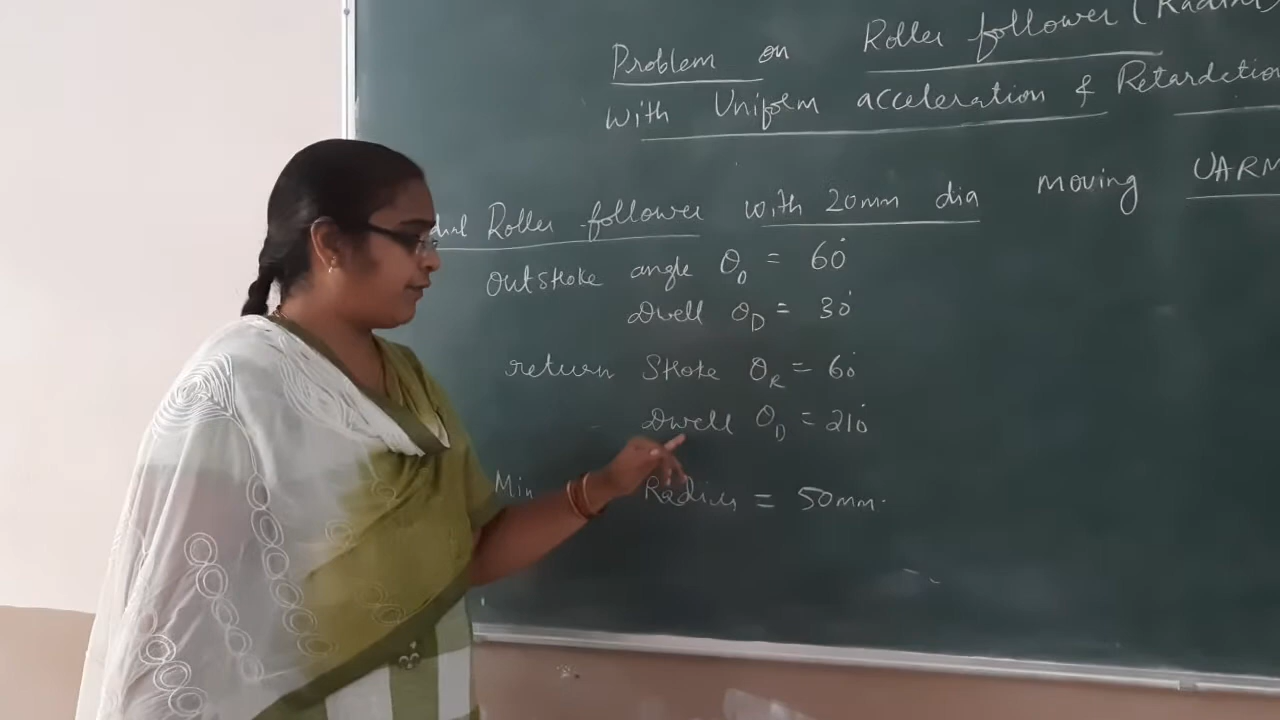 Problem on Roller follower (Radial)
With Uniform acceleration & Retardation
Roller follower with 20mm dia moving UARM
Outstroke angle θ₀ = 60°
Dwell θD = 30°
return Stroke θR = 60°
Dwell θD = 210°
Min Radius = 50mm.